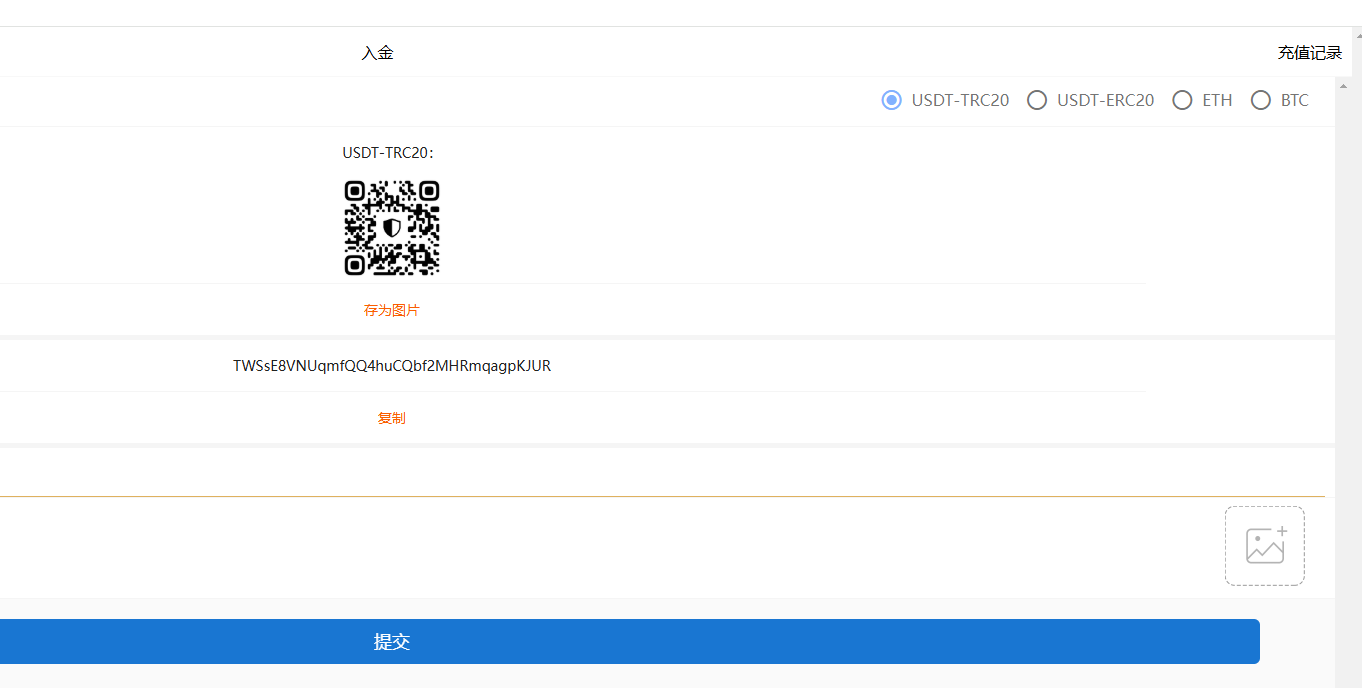 入金
充值记录
USDT-TRC20 USDT-ERC20 ETH BTC
USDT-TRC20:
存为图片
TWSsE8VNUqmfQQ4huCQbf2MHRmqagpKJUR
复制
提交